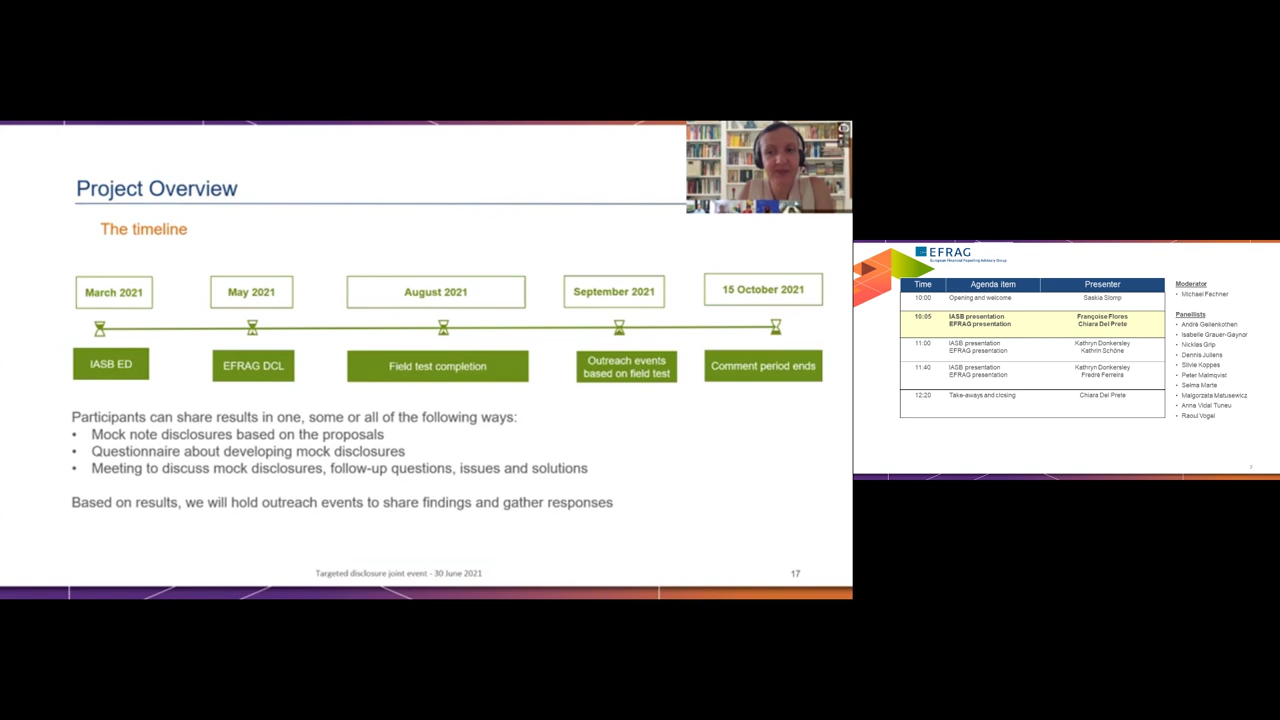 Project Overview
The timeline
March 2021
May 2021
August 2021
September 2021
15 October 2021
IASB ED
EFRAG DCL
Field test completion
Outreach events
based on field test
Comment period ends
Participants can share results in one, some or all of the following ways:
• Mock note disclosures based on the proposals
• Questionnaire about developing mock disclosures
• Meeting to discuss mock disclosures, follow-up questions, issues and solutions
Based on results, we will hold outreach events to share findings and gather responses
Targeted disclosure joint event - 30 June 2021
17
EFRAG
European Financial Reporting Advisory Group
Time Agenda item Presenter
10:00 Opening and welcome Saskia Slomp
10:05 IASB presentation Françoise Flores
EFRAG presentation Chiara Del Prete
11:00 IASB presentation Kathryn Donkersley
EFRAG presentation Kathrin Schöne
11:40 IASB presentation Kathryn Donkersley
EFRAG presentation Fredré Ferreira
12:20 Take-aways and closing Chiara Del Prete
Moderator
• Michael Fechner
Panellists
• André Geilenkothen
• Isabelle Grauer-Gaynor
• Nicklas Grip
• Dennis Jullens
• Silvie Koppes
• Peter Malmqvist
• Selma Marte
• Malgorzata Matusewicz
• Anna Vidal Tuneu
• Raoul Vogel